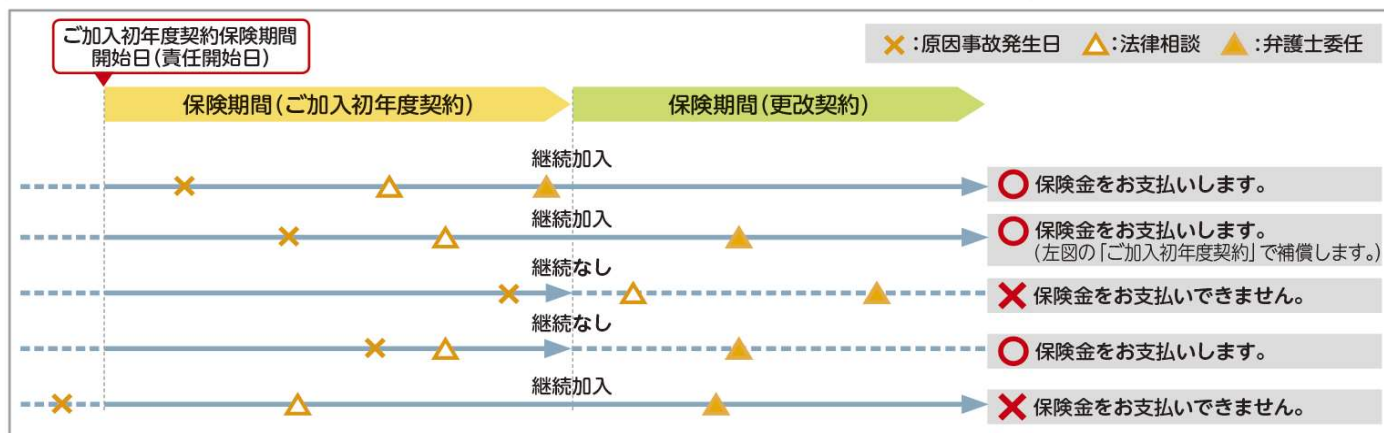 ご加入初年度契約保険期間
開始日(責任開始日)
×:原因事故発生日 △:法律相談 ▲:弁護士委任
保険期間(ご加入初年度契約)
保険期間(更改契約)
継続加入
保険金をお支払いします。
継続加入
保険金をお支払いします。
(左図の「ご加入初年度契約」で補償します。)
継続なし
保険金をお支払いできません。
継続なし
保険金をお支払いします。
継続加入
保険金をお支払いできません。